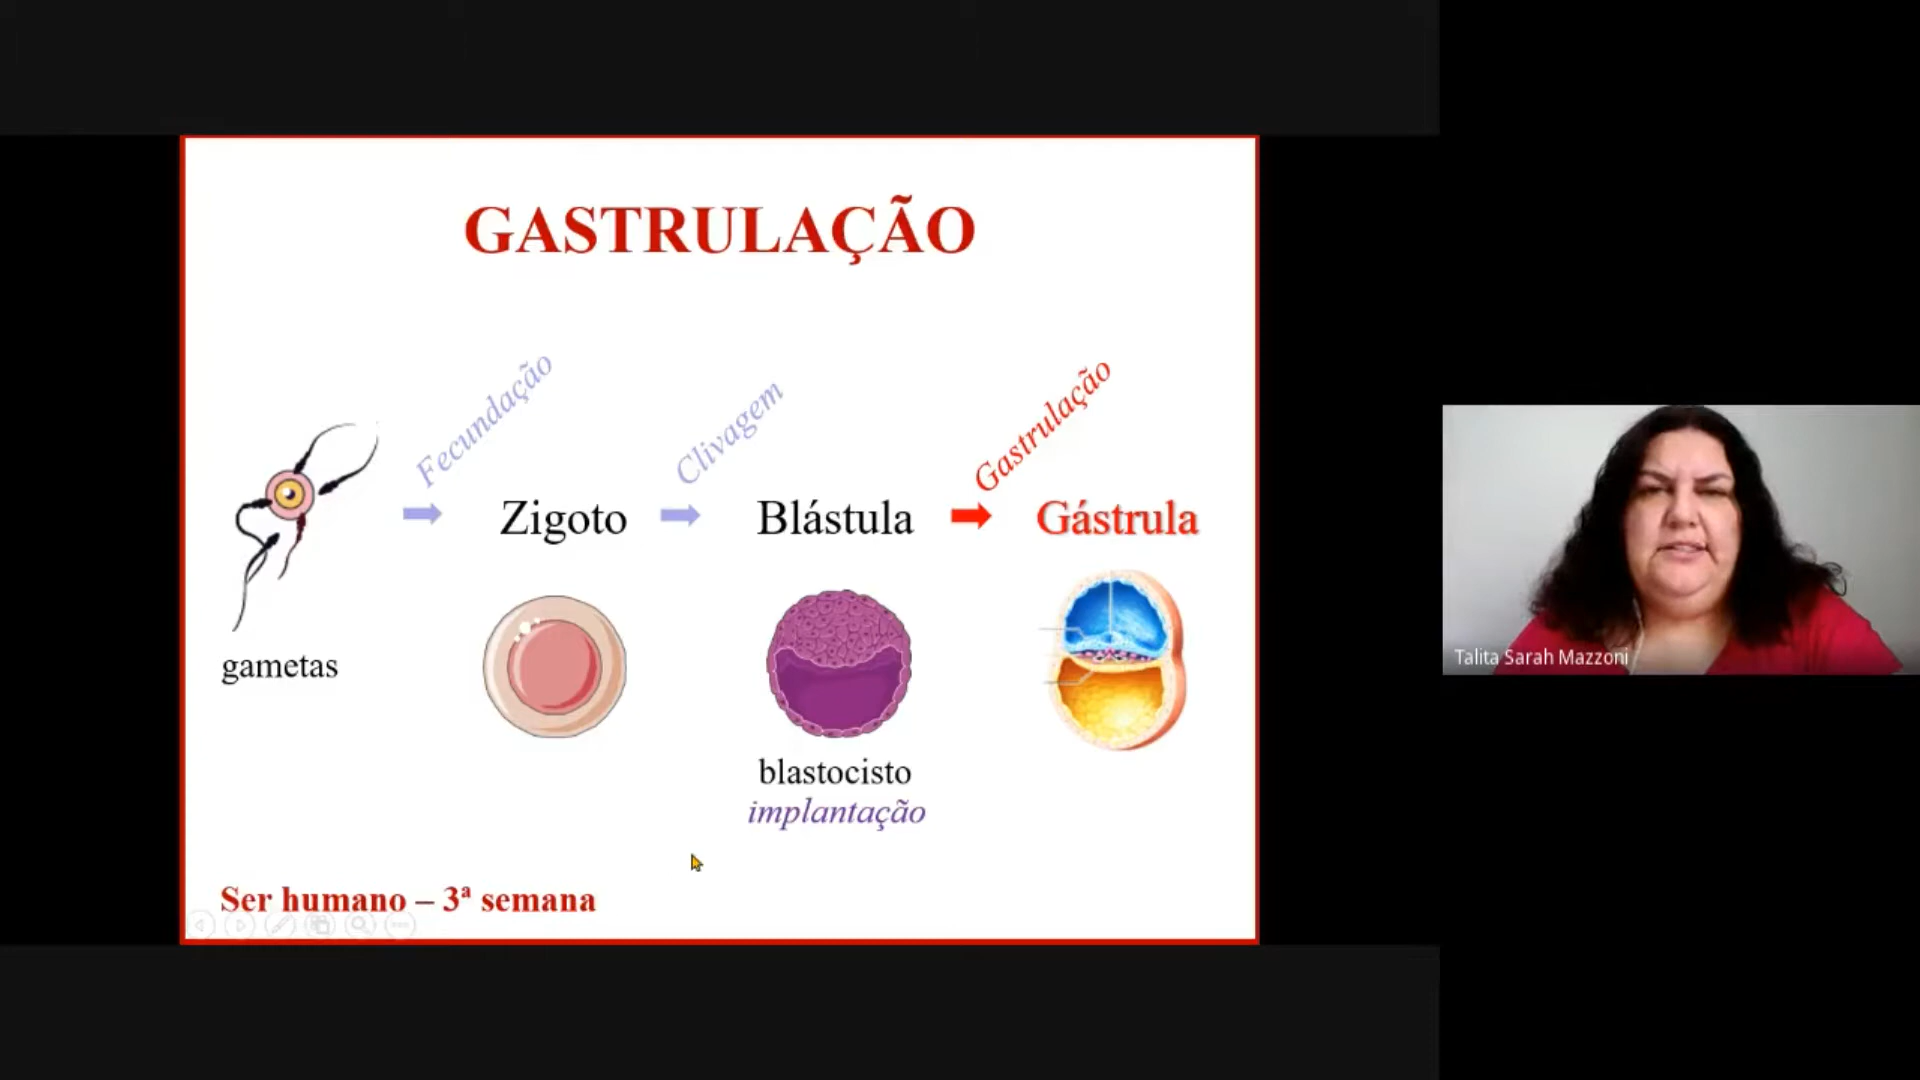 GASTRULAÇÃO
Fecundação
Clivagem
Gastrulação
Zigoto
Blástula
Gástrula
gametas
blastocisto
implantação
Ser humano – 3ª semana
Talita Sarah Mazzoni